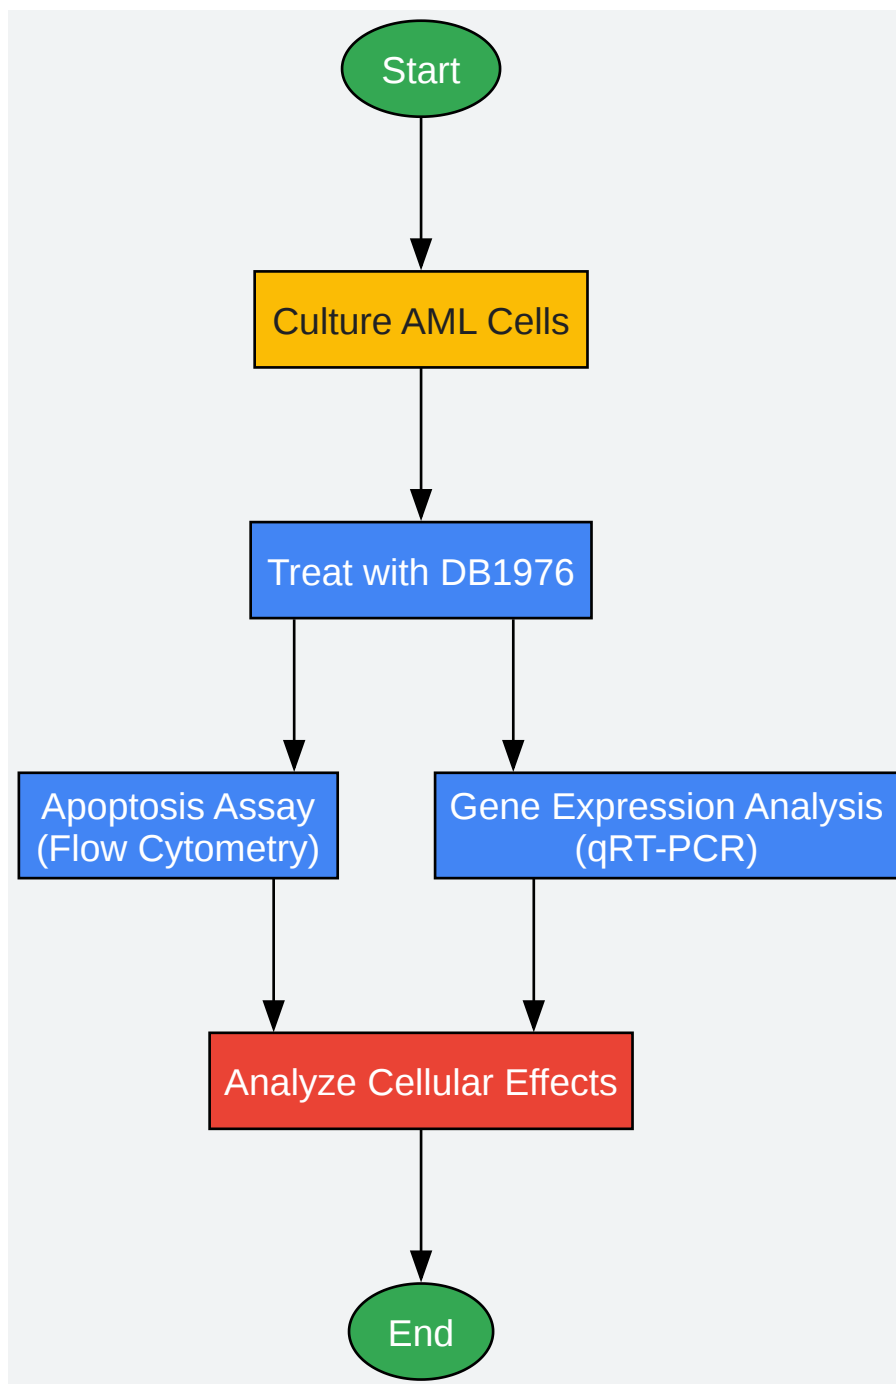 Start
Culture AML Cells
Treat with DB1976
Apoptosis Assay
(Flow Cytometry)
Gene Expression Analysis
(qRT-PCR)
Analyze Cellular Effects
End